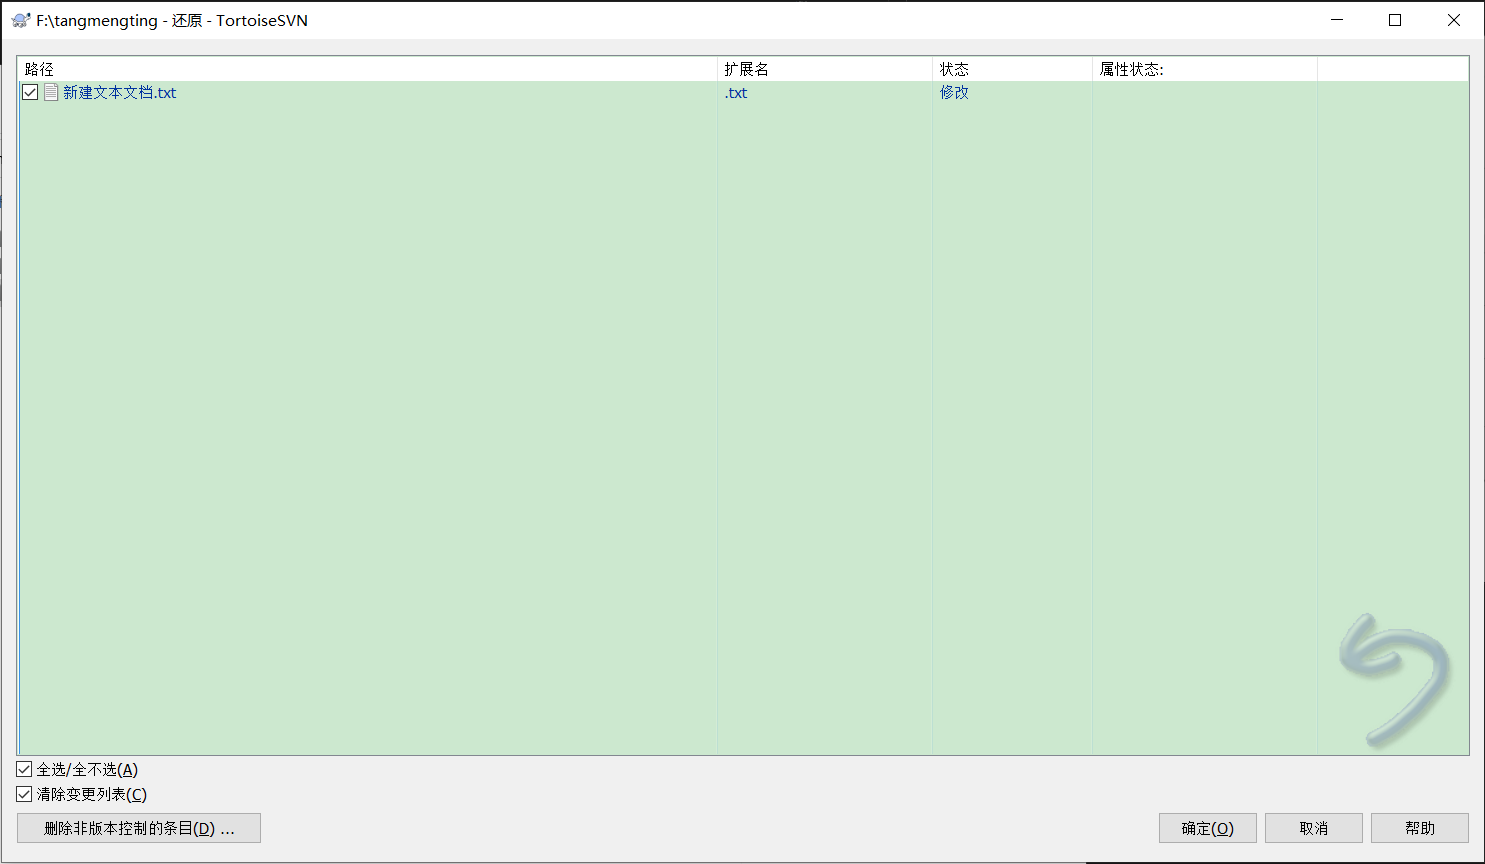 F:\tangmengting - 还原 - TortoiseSVN
路径 扩展名 状态 属性状态:
新建文本文档.txt .txt 修改
全选/全不选(A)
清除变更列表(C)
删除非版本控制的条目(D) ... 确定(O) 取消 帮助